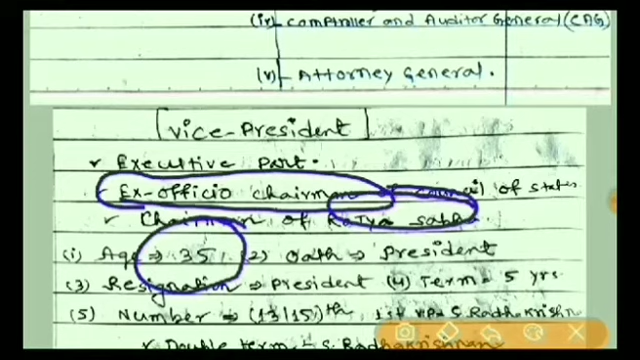 (iv) Comptroller and Auditor General (CAG)
(v) Attorney General.
Vice-President
Executive Part.
Ex-officio chairman of council of states
Chairman of Rajya Sabha.
(i) Age ⇒ 35. (2) Oath ⇒ President
(3) Resignation ⇒ President (4) Term = 5 yrs.
(5) Number ⇒ (13/15)th 1st VP = S. Radhakrishn
Double term → S. Radhakrishnan